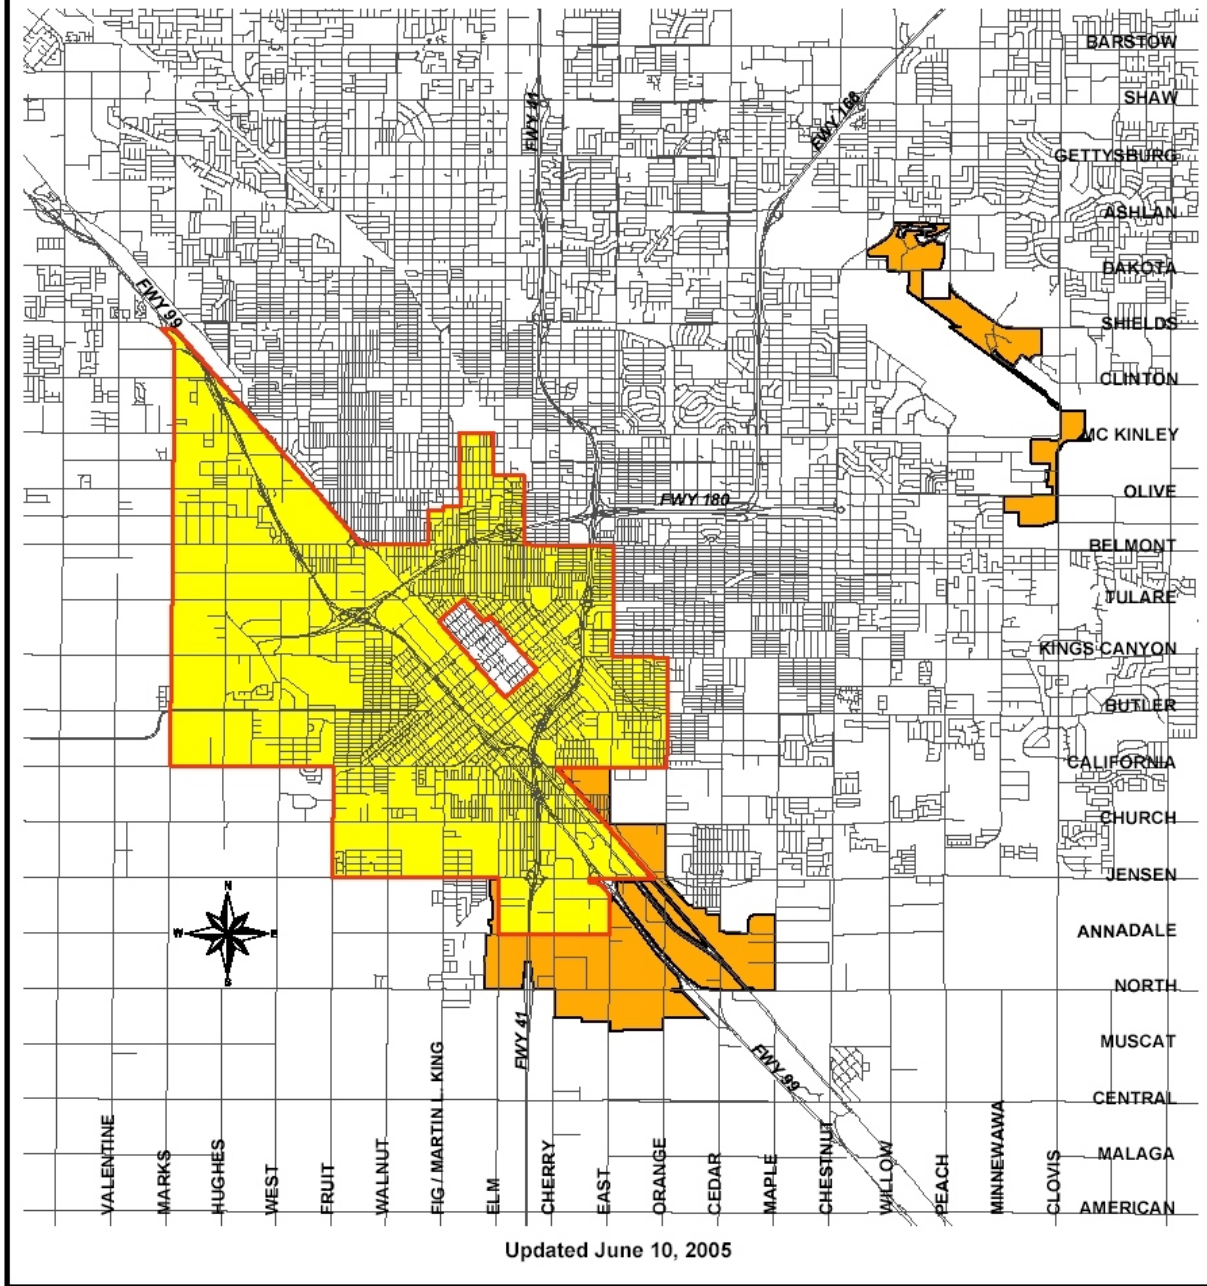 BARSTOW
SHAW
FWY 41
FWY 168
GETTYSBURG
ASHLAN
DAKOTA
FWY 99
SHIELDS
CLINTON
MC KINLEY
OLIVE
FWY 180
BELMONT
TULARE
KINGS CANYON
BUTLER
CALIFORNIA
CHURCH
JENSEN
N
W
E
S
ANNADALE
NORTH
FWY 41
MUSCAT
FWY 99
CENTRAL
MALAGA
AMERICAN
VALENTINE
MARKS
HUGHES
WEST
FRUIT
WALNUT
FIG / MARTIN L. KING
ELM
CHERRY
EAST
ORANGE
CEDAR
MAPLE
CHESTNUT
WILLOW
PEACH
MINNEWAWA
CLOVIS
Updated June 10, 2005